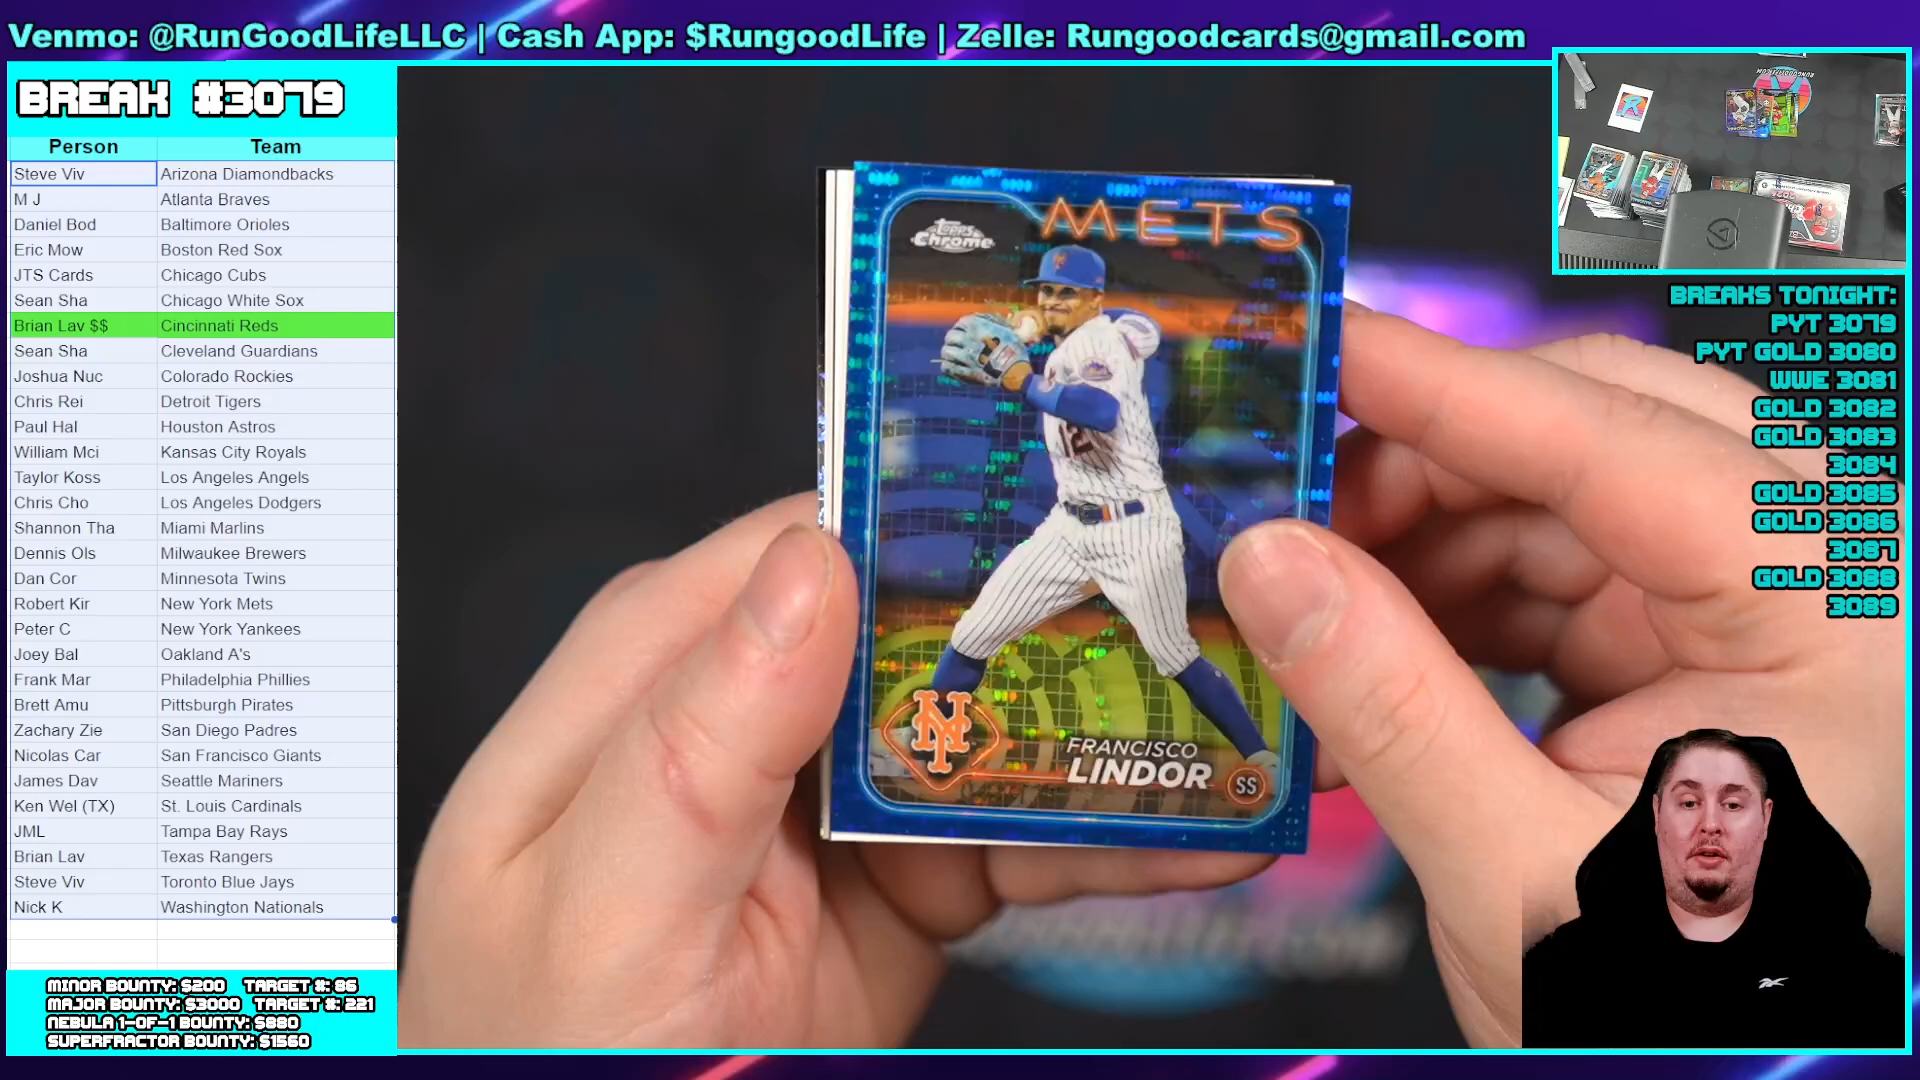 Venmo: @RunGoodLifeLLC | Cash App: $RungoodLife | Zelle: Rungoodcards@gmail.com
BREAK #3079
Person Team
Steve Viv Arizona Diamondbacks
M J Atlanta Braves
Daniel Bod Baltimore Orioles
Eric Mow Boston Red Sox
JTS Cards Chicago Cubs
Sean Sha Chicago White Sox
Brian Lav $$ Cincinnati Reds
Sean Sha Cleveland Guardians
Joshua Nuc Colorado Rockies
Chris Rei Detroit Tigers
Paul Hal Houston Astros
William Mci Kansas City Royals
Taylor Koss Los Angeles Angels
Chris Cho Los Angeles Dodgers
Shannon Tha Miami Marlins
Dennis Ols Milwaukee Brewers
Dan Cor Minnesota Twins
Robert Kir New York Mets
Peter C New York Yankees
Joey Bal Oakland A's
Frank Mar Philadelphia Phillies
Brett Amu Pittsburgh Pirates
Zachary Zie San Diego Padres
Nicolas Car San Francisco Giants
James Dav Seattle Mariners
Ken Wel (TX) St. Louis Cardinals
JML Tampa Bay Rays
Brian Lav Texas Rangers
Steve Viv Toronto Blue Jays
Nick K Washington Nationals
MINOR BOUNTY: $200 TARGET #: 86
MAJOR BOUNTY: $3000 TARGET #: 221
NEBULA 1-OF-1 BOUNTY: $880
SUPERFRACTOR BOUNTY: $1560
METS
Topps
Chrome
12
NY
FRANCISCO
LINDOR
SS
BREAKS TONIGHT:
PYT 3079
PYT GOLD 3080
WWE 3081
GOLD 3082
GOLD 3083
3084
GOLD 3085
GOLD 3086
3087
GOLD 3088
3089